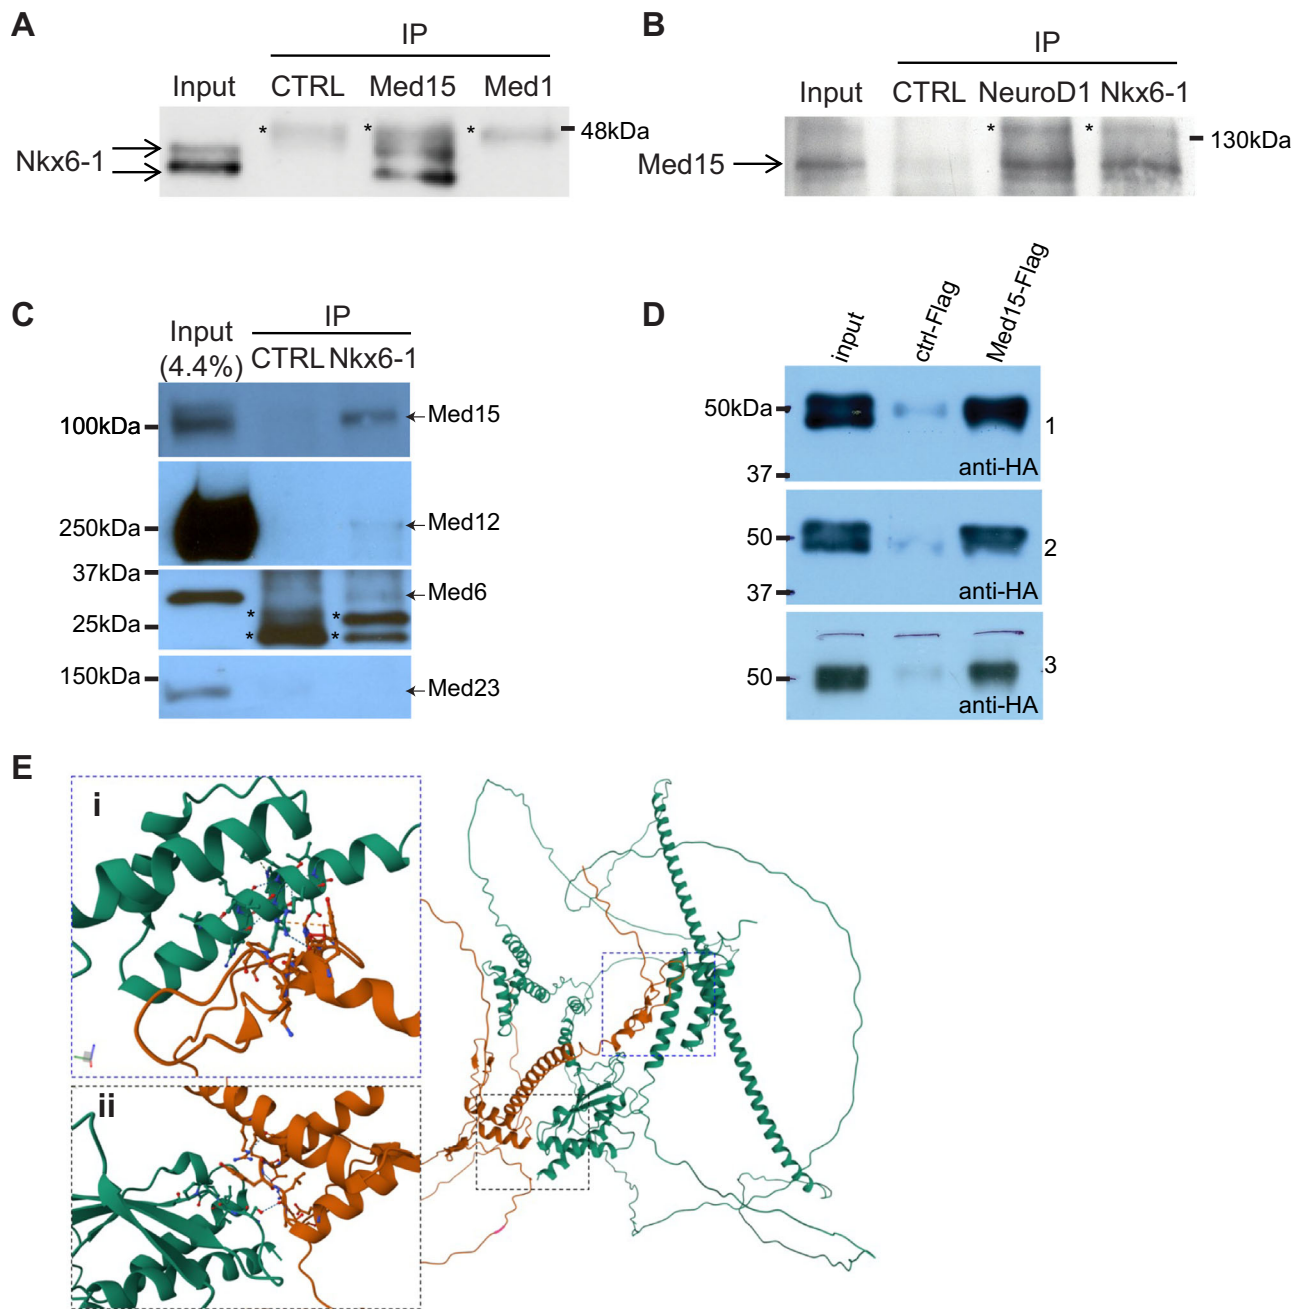 A
IP
Input CTRL Med15 Med1
* * * 48kDa
Nkx6-1
B
IP
Input CTRL NeuroD1 Nkx6-1
* * 130kDa
Med15
C
Input
(4.4%)
IP
CTRL Nkx6-1
100kDa
Med15
250kDa
Med12
37kDa
Med6
25kDa
* *
* *
150kDa
Med23
D
input ctrl-Flag Med15-Flag
50kDa
1
37
anti-HA
50
2
37
anti-HA
50
3
anti-HA
E
i
ii